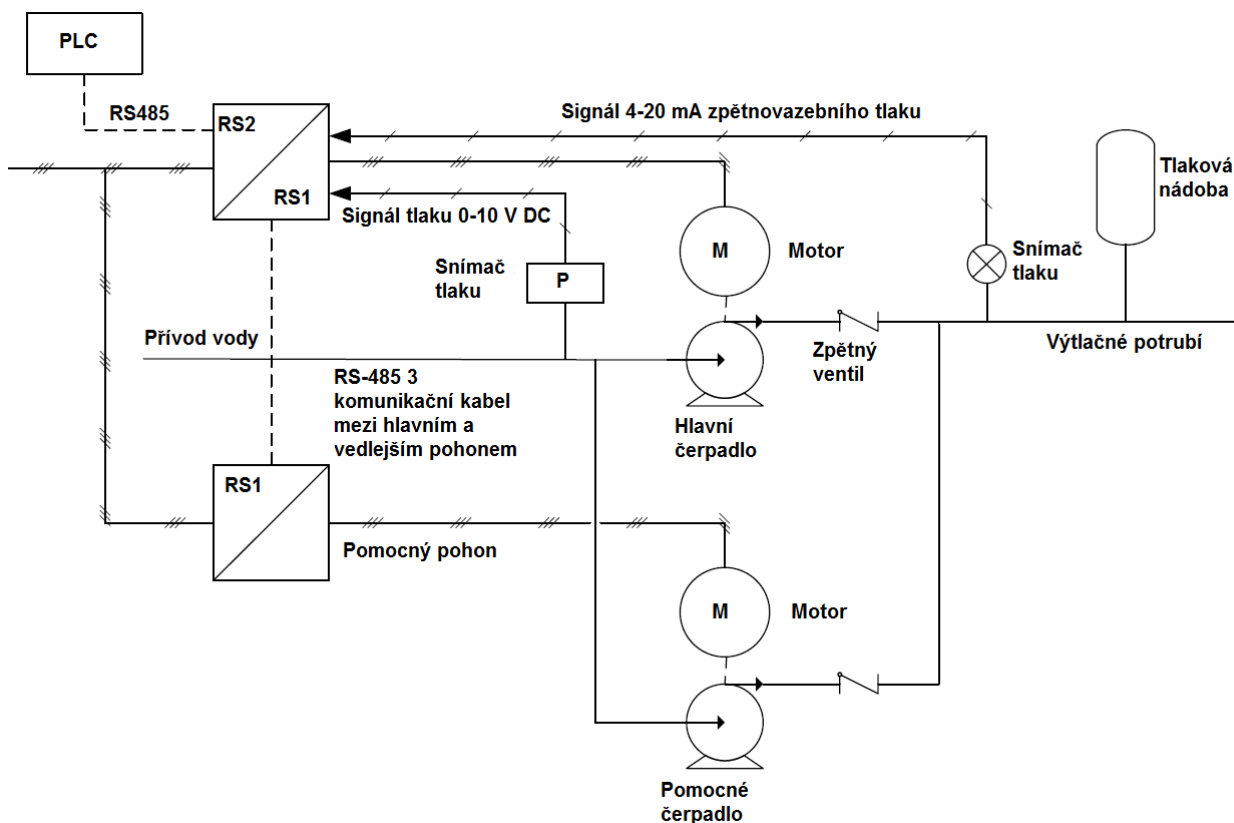 PLC
RS485
RS2
RS1
Signál 4-20 mA zpětnovazebního tlaku
Signál tlaku 0-10 V DC
Tlaková
nádoba
M
Motor
Snímač
tlaku
P
Snímač
tlaku
Přívod vody
Zpětný
ventil
Výtlačné potrubí
RS-485 3
komunikační kabel
mezi hlavním a
vedlejším pohonem
Hlavní
čerpadlo
RS1
Pomocný pohon
M
Motor
Pomocné
čerpadlo